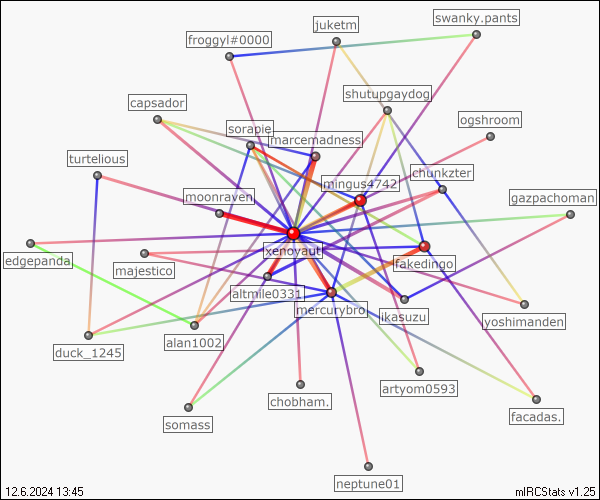 swanky.pants
juketm
froggyl#0000
shutupgaydog
capsador
ogshroom
sorapie
marcemadness
turtelious
chunkzter
mingus4742
moonraven
gazpachoman
xenoyaut
edgepanda
fakedingo
majestico
altmile0331
mercurybro
ikasuzu
yoshimanden
alan1002
duck_1245
artyom0593
chobham.
facadas.
somass
neptune01
12.6.2024 13:45
mIRCStats v1.25